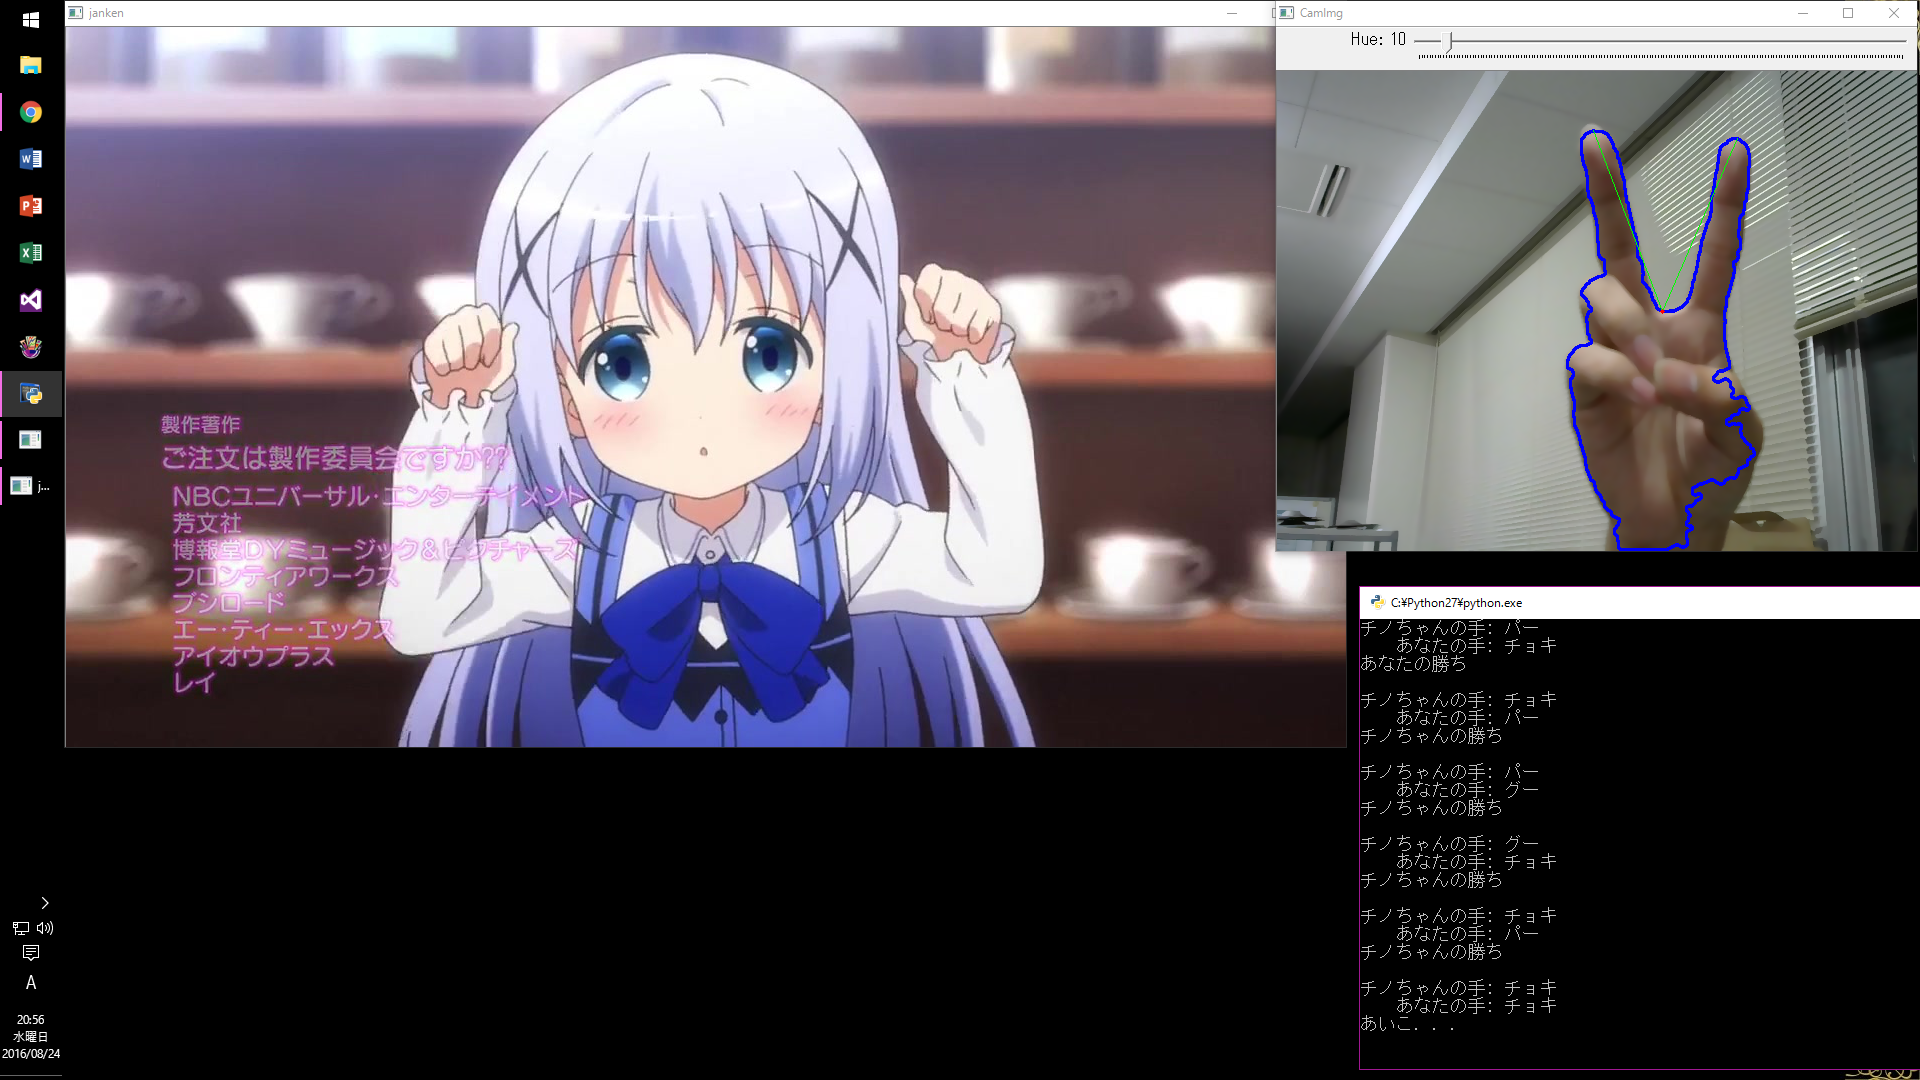 janken
製作著作
ご注文は製作委員会ですか??
NBCユニバーサル・エンターテイメント
芳文社
博報堂DYミュージック&ピクチャーズ
フロンティアワークス
ブシロード
エー・ティー・エックス
アイオウプラス
レイ
CamImg
Hue: 10
C:¥Python27¥python.exe
チノちゃんの手: パー
あなたの手: チョキ
あなたの勝ち
チノちゃんの手: チョキ
あなたの手: パー
チノちゃんの勝ち
チノちゃんの手: パー
あなたの手: グー
チノちゃんの勝ち
チノちゃんの手: グー
あなたの手: チョキ
チノちゃんの勝ち
チノちゃんの手: チョキ
あなたの手: パー
チノちゃんの勝ち
チノちゃんの手: チョキ
あなたの手: チョキ
あいこ...
j...
A
20:56
水曜日
2016/08/24